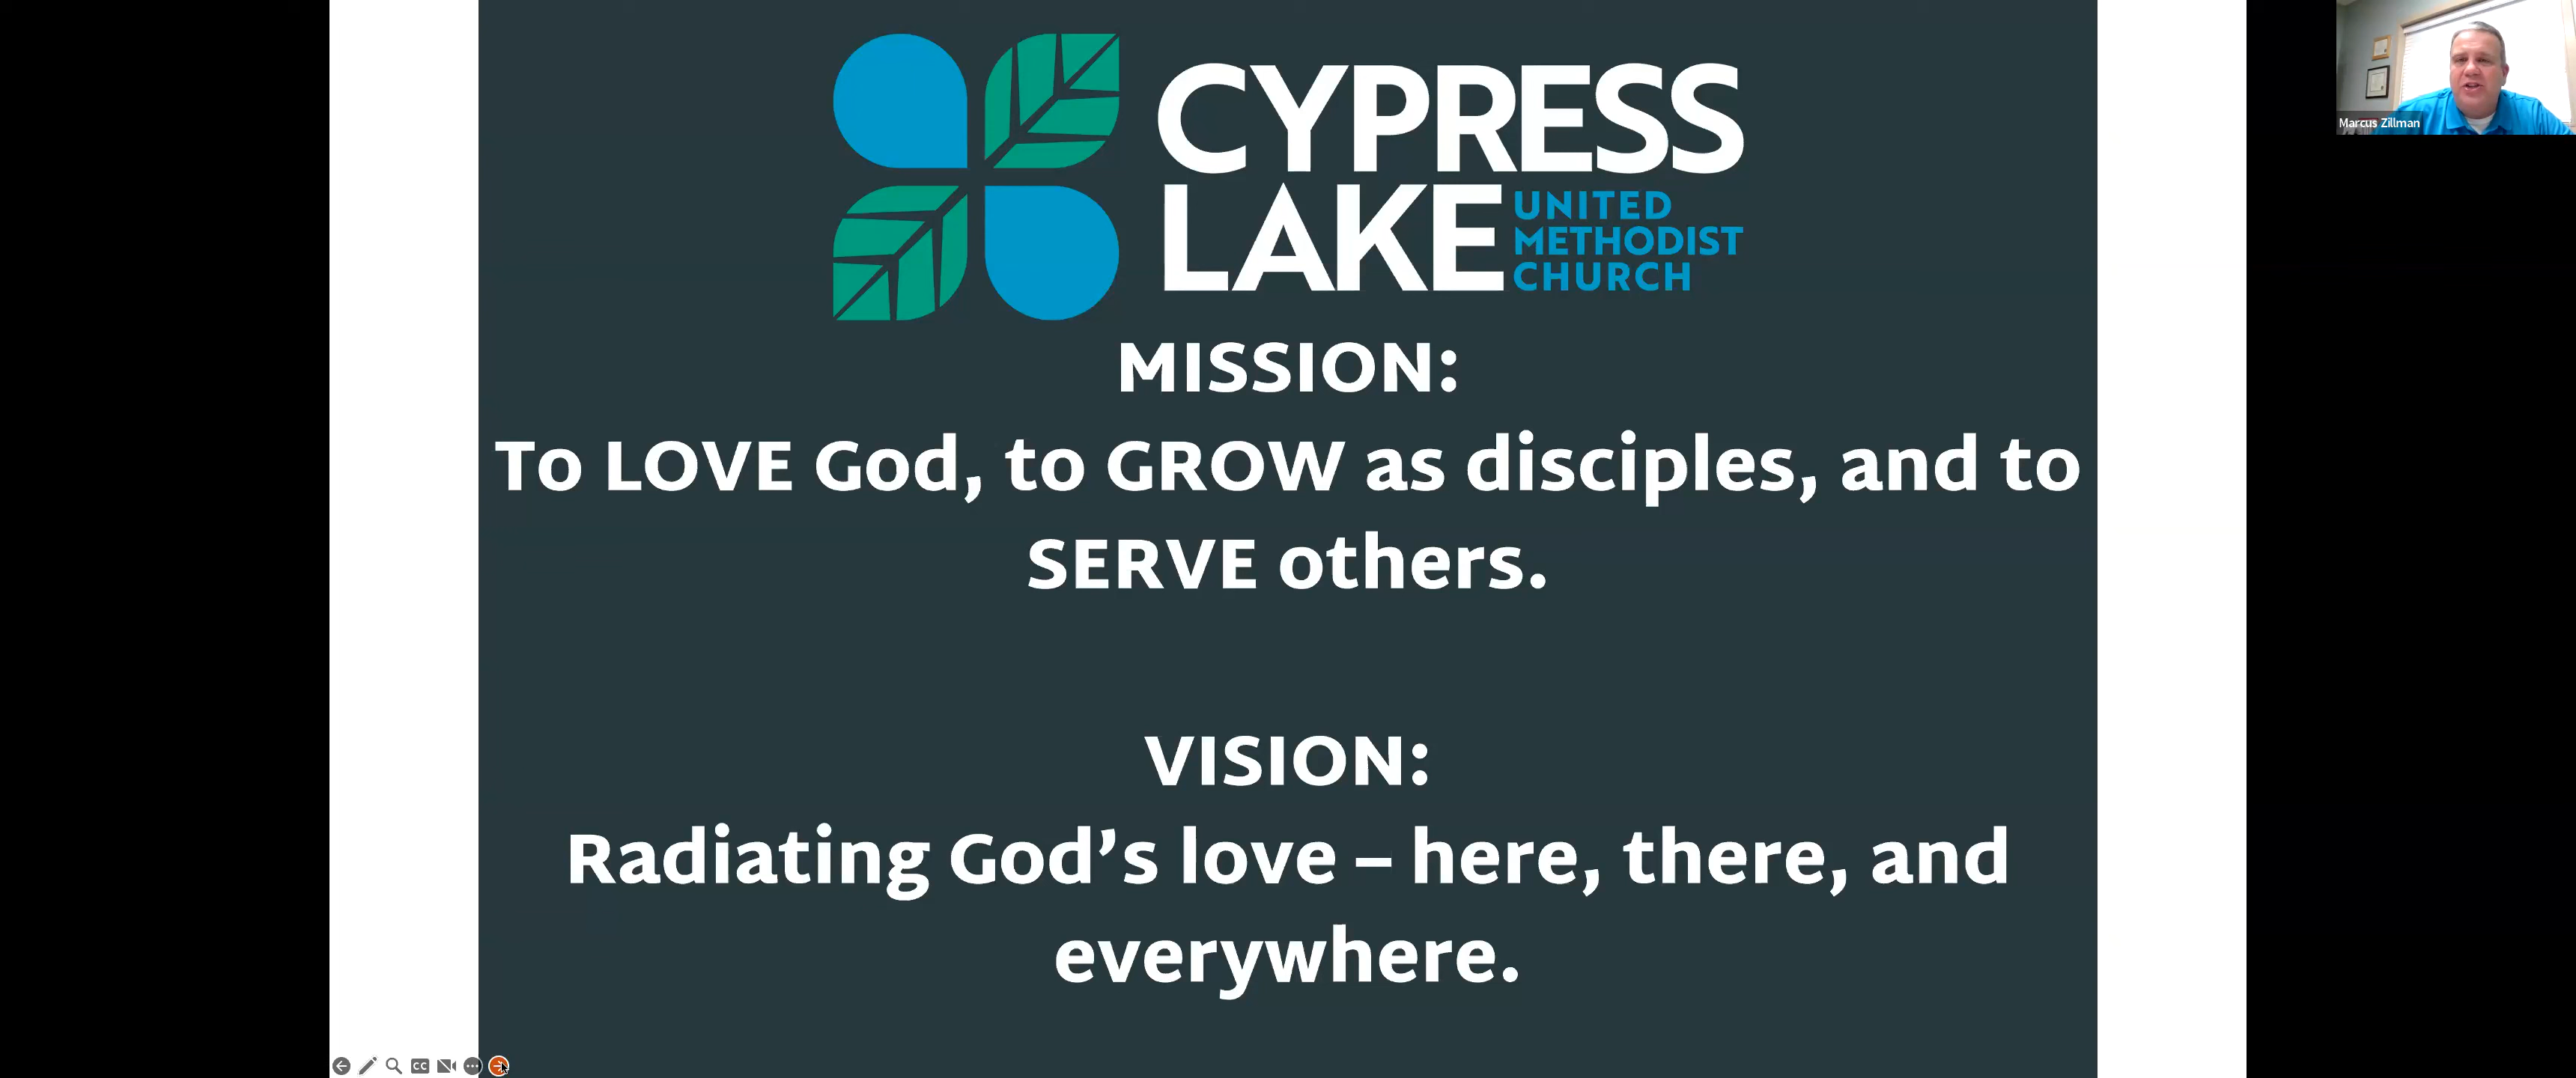 CYPRESS
LAKE
UNITED
METHODIST
CHURCH
MISSION:
To LOVE God, to GROW as disciples, and to
SERVE others.
VISION:
Radiating God’s love – here, there, and
everywhere.
Marcus Zillman
CC